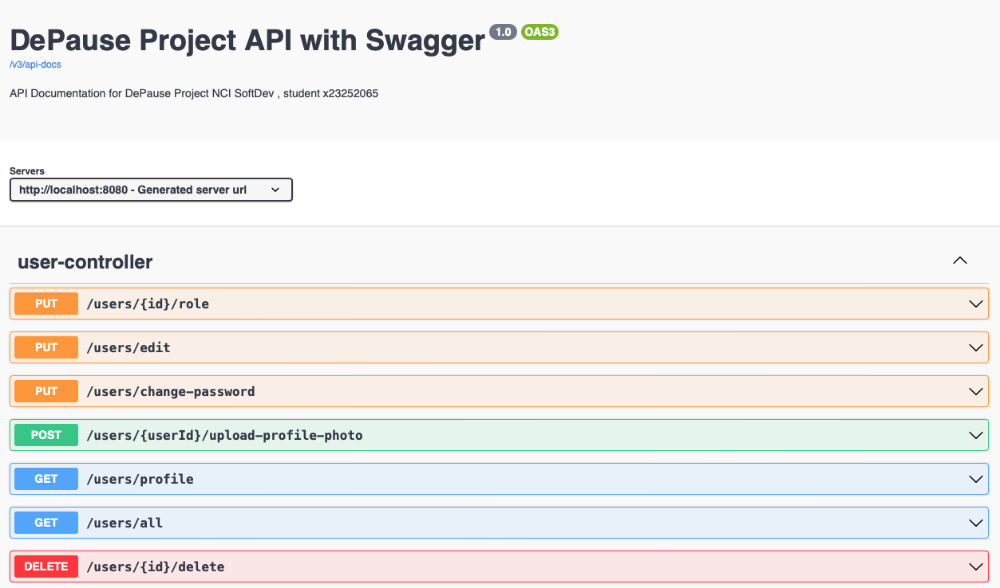 DePause Project API with Swagger 1.0 OAS3
/v3/api-docs
API Documentation for DePause Project NCI SoftDev , student x23252065
Servers
http://localhost:8080 - Generated server url
user-controller
PUT /users/{id}/role
PUT /users/edit
PUT /users/change-password
POST /users/{userId}/upload-profile-photo
GET /users/profile
GET /users/all
DELETE /users/{id}/delete